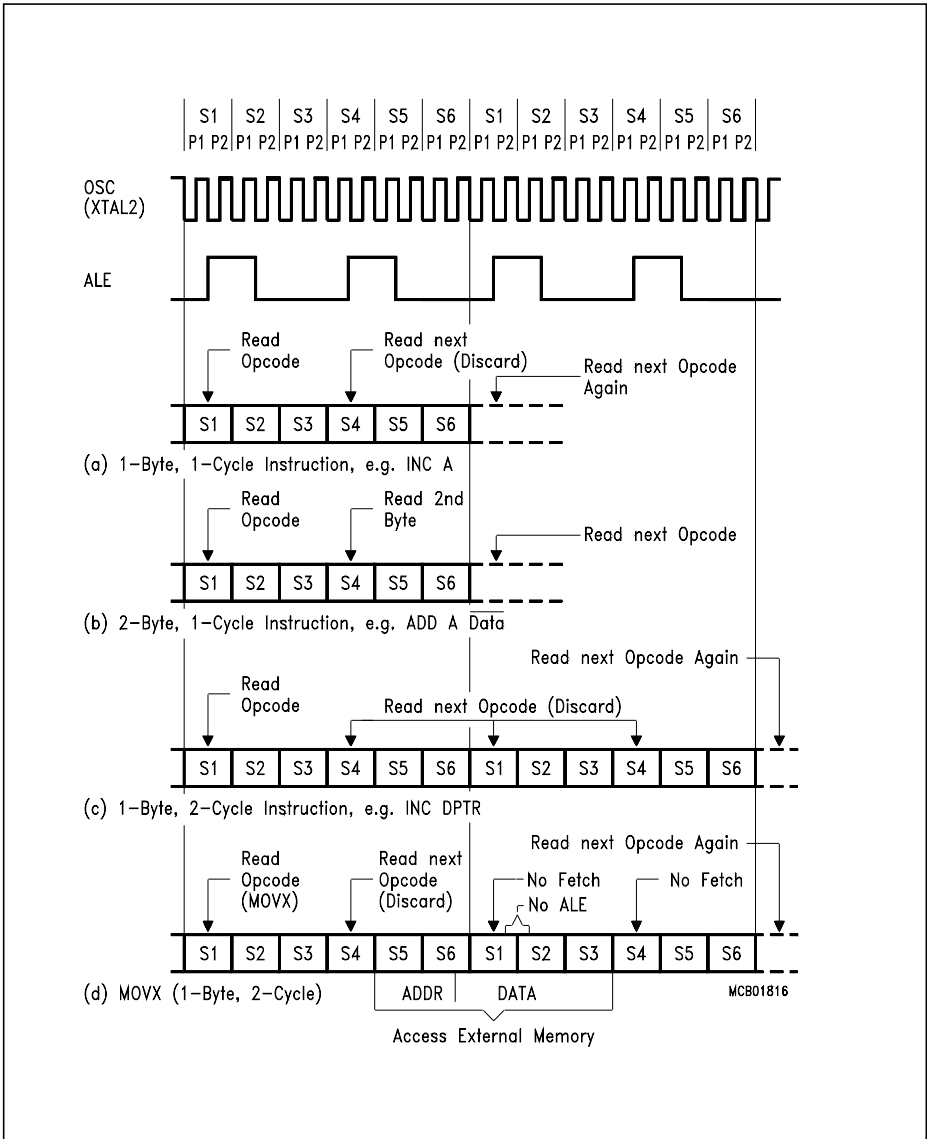 S1 S2 S3 S4 S5 S6 S1 S2 S3 S4 S5 S6
P1 P2 P1 P2 P1 P2 P1 P2 P1 P2 P1 P2 P1 P2 P1 P2 P1 P2 P1 P2 P1 P2 P1 P2
OSC
(XTAL2)
ALE
Read
Opcode
Read next
Opcode (Discard)
Read next Opcode
Again
S1 S2 S3 S4 S5 S6
(a) 1-Byte, 1-Cycle Instruction, e.g. INC A
Read
Opcode
Read 2nd
Byte
Read next Opcode
S1 S2 S3 S4 S5 S6
(b) 2-Byte, 1-Cycle Instruction, e.g. ADD A Data
Read next Opcode Again
Read
Opcode
Read next Opcode (Discard)
S1 S2 S3 S4 S5 S6 S1 S2 S3 S4 S5 S6
(c) 1-Byte, 2-Cycle Instruction, e.g. INC DPTR
Read next Opcode Again
Read
Opcode
(MOVX)
Read next
Opcode
(Discard)
No Fetch
No ALE
No Fetch
S1 S2 S3 S4 S5 S6 S1 S2 S3 S4 S5 S6
(d) MOVX (1-Byte, 2-Cycle)
ADDR DATA
MCB01816
Access External Memory